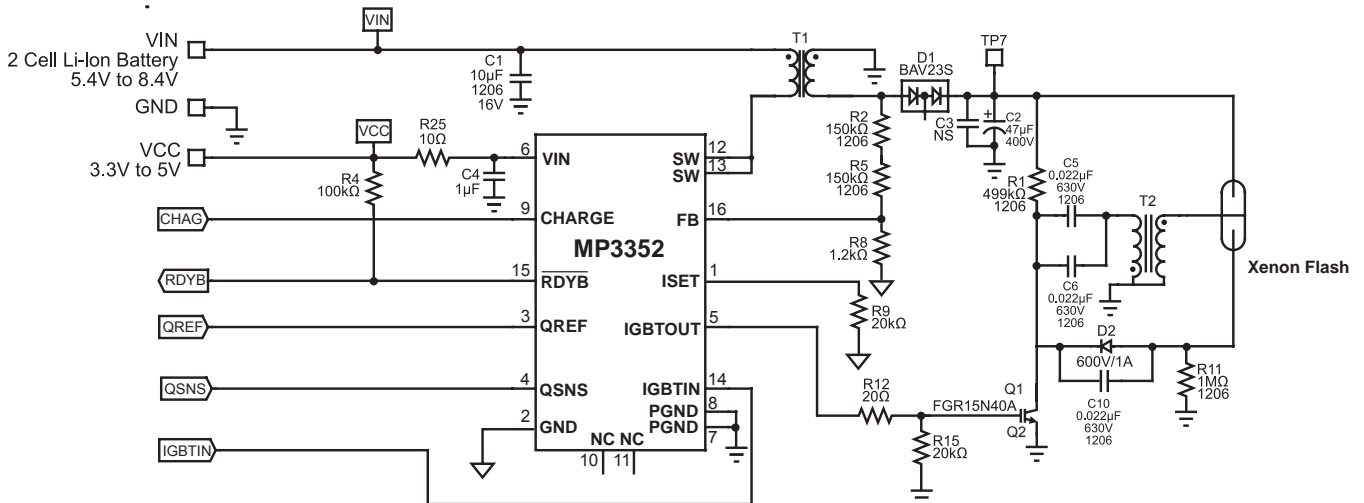 VIN
2 Cell Li-Ion Battery
5.4V to 8.4V
GND
VCC
3.3V to 5V
VIN
C1
10µF
1206
16V
T1
D1
BAV23S
TP7
R2
150kΩ
1206
R5
150kΩ
1206
C3
NS
+
C2
47µF
400V
VCC
R25
10Ω
R4
100kΩ
C4
1µF
6
VIN
12
SW
13
SW
CHAG
9
CHARGE
16
FB
MP3352
R8
1.2kΩ
RDYB
15
RDYB
1
ISET
R9
20kΩ
QREF
3
QREF
5
IGBTOUT
QSNS
4
QSNS
14
IGBTIN
2
GND
8
PGND
PGND
7
NC NC
10
11
IGBTIN
R12
20Ω
R15
20kΩ
R1
499kΩ
1206
C5
0.022µF
630V
1206
T2
C6
0.022µF
630V
1206
Xenon Flash
D2
600V/1A
C10
0.022µF
630V
1206
R11
1MΩ
1206
Q1
FGR15N40A
Q2